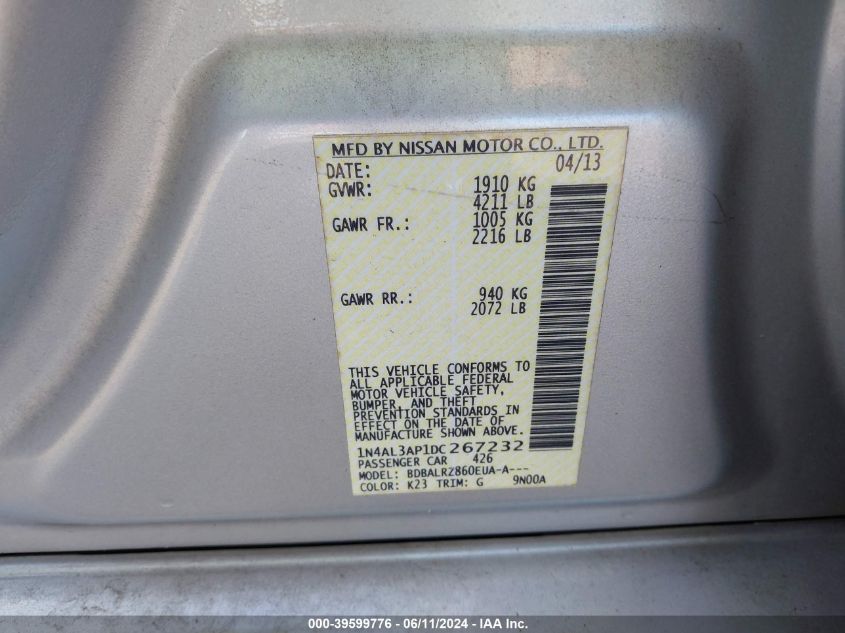 MFD BY NISSAN MOTOR CO., LTD.
DATE: 04/13
GVWR: 1910 KG
4211 LB
GAWR FR.: 1005 KG
2216 LB
GAWR RR.: 940 KG
2072 LB
THIS VEHICLE CONFORMS TO
ALL APPLICABLE FEDERAL
MOTOR VEHICLE SAFETY,
BUMPER, AND THEFT
PREVENTION STANDARDS IN
EFFECT ON THE DATE OF
MANUFACTURE SHOWN ABOVE.
1N4AL3AP1DC267232
PASSENGER CAR 426
MODEL: BDBALRZ860EUA-A---
COLOR: K23 TRIM: G 9N00A
000-39599776 - 06/11/2024 - IAA Inc.